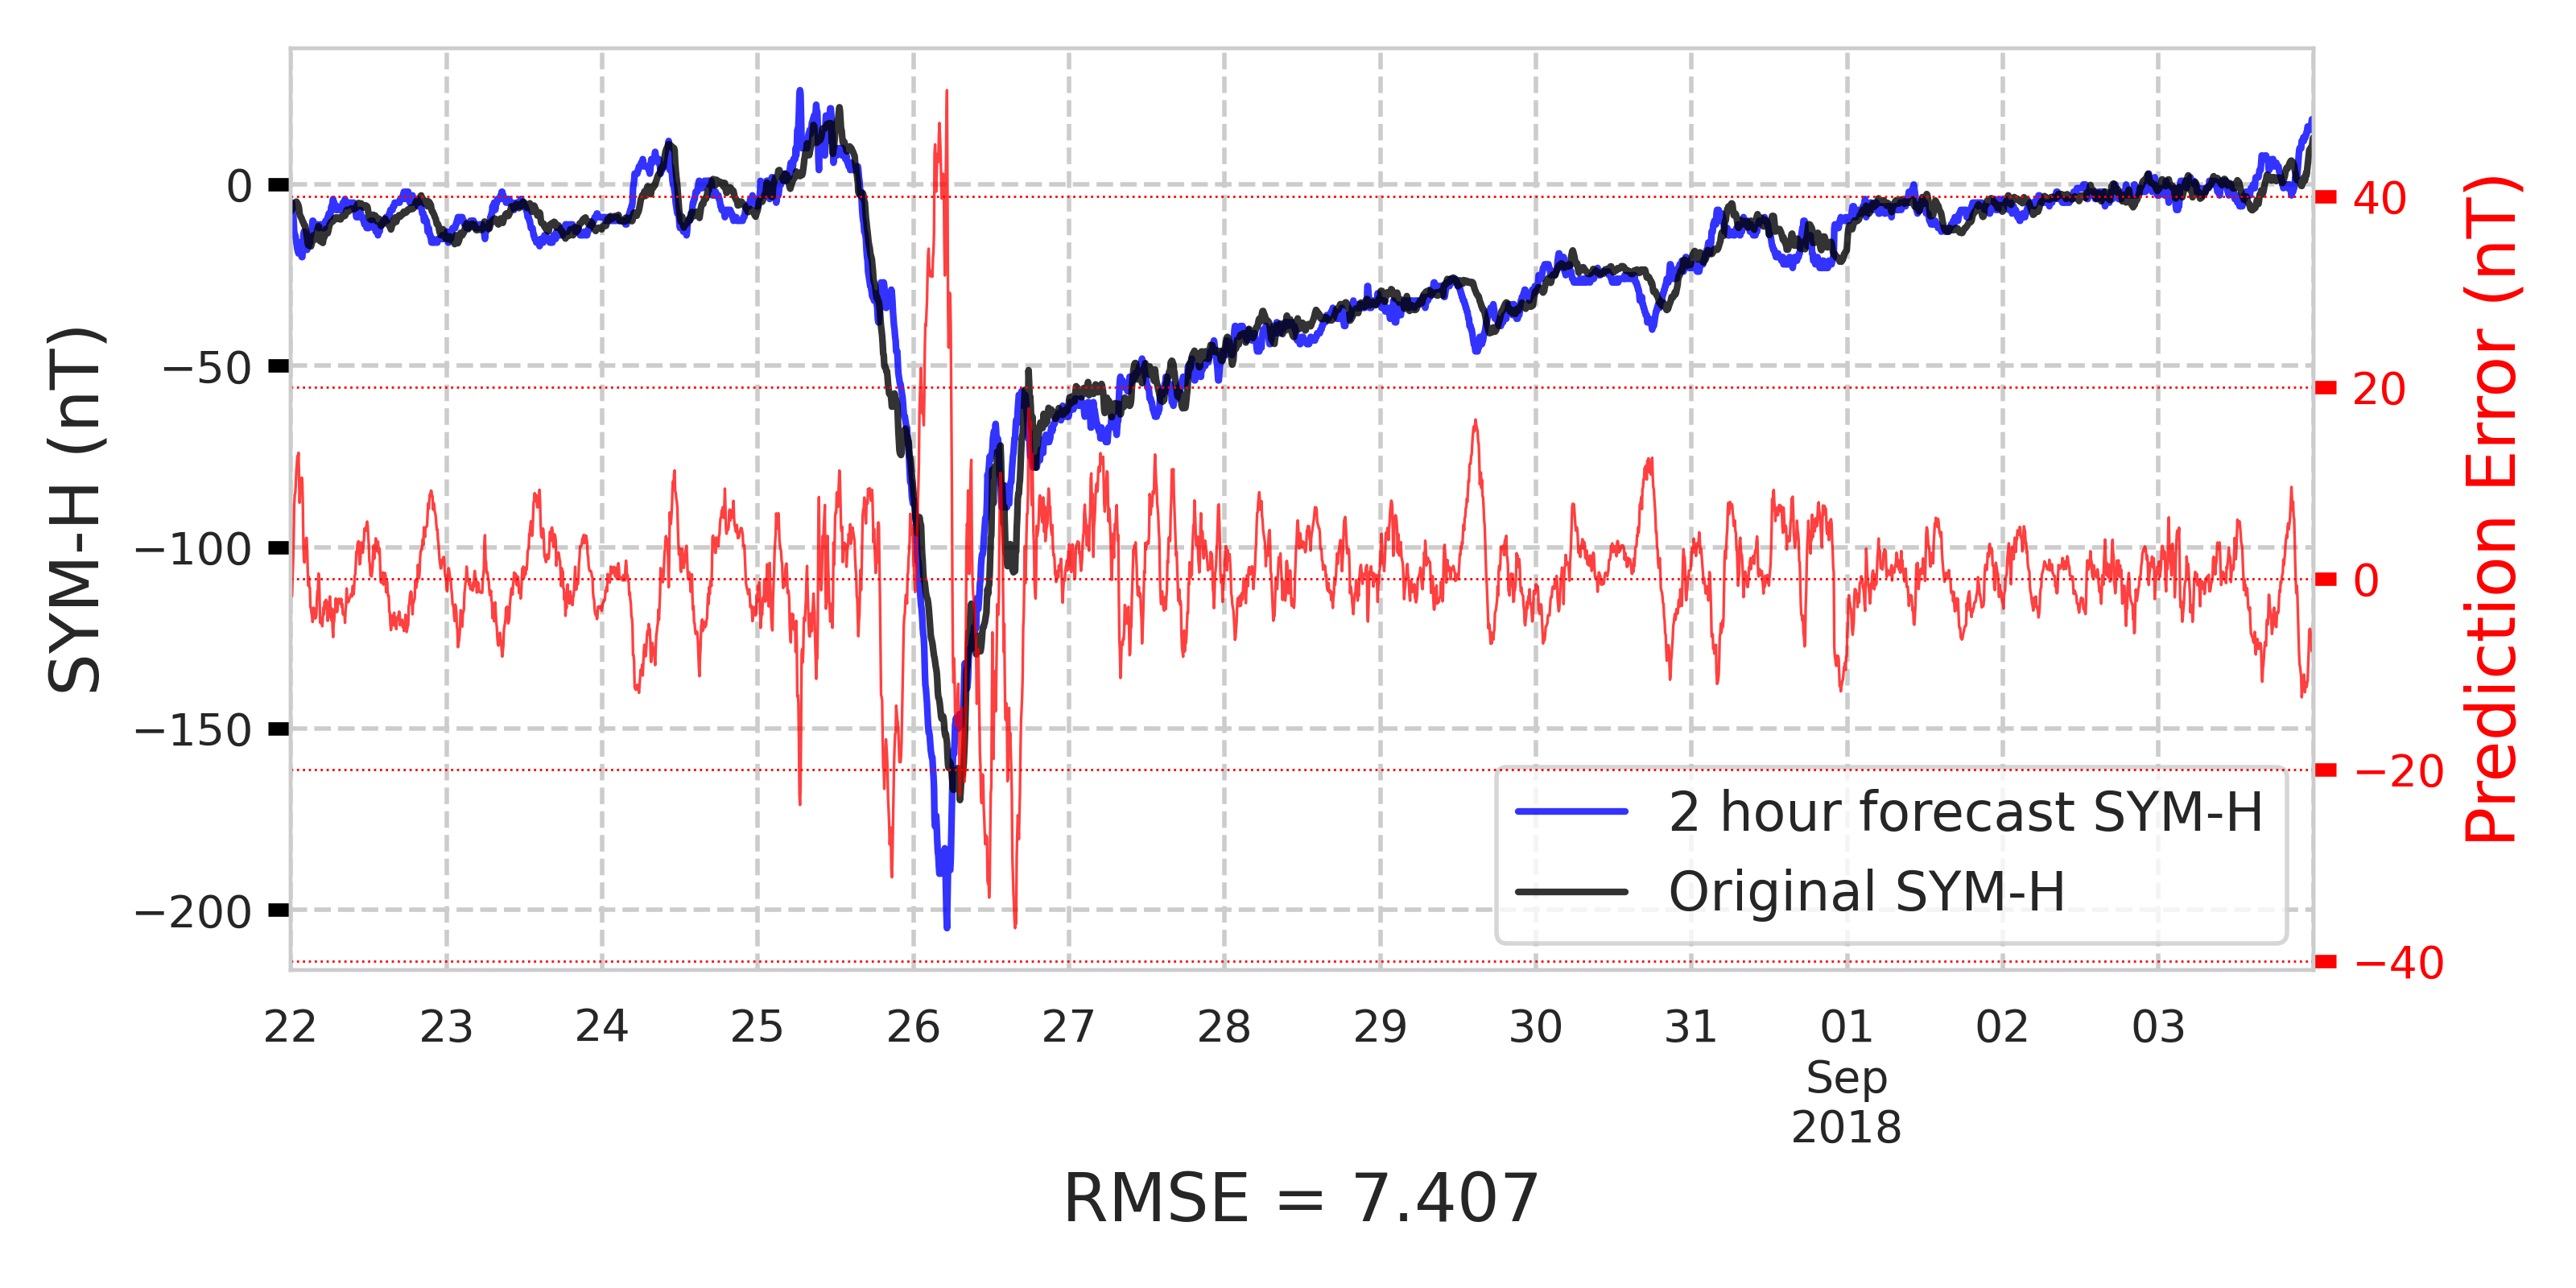 SYM-H (nT)
0
−50
−100
−150
−200
40
20
0
−20
−40
Prediction Error (nT)
2 hour forecast SYM-H
Original SYM-H
22 23 24 25 26 27 28 29 30 31 01 02 03
Sep
2018
RMSE = 7.407